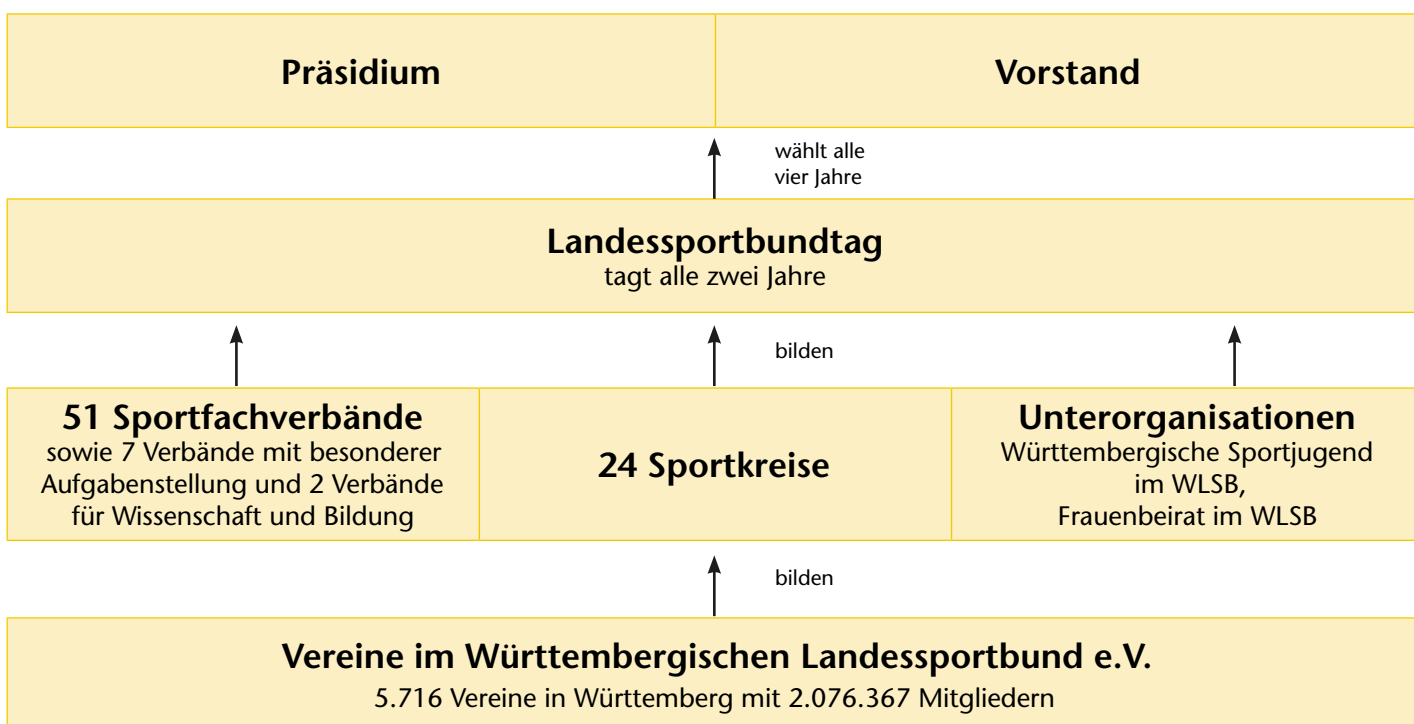 Präsidium
Vorstand
wählt alle
vier Jahre
Landessportbundtag
tagt alle zwei Jahre
bilden
51 Sportfachverbände
sowie 7 Verbände mit besonderer
Aufgabenstellung und 2 Verbände
für Wissenschaft und Bildung
24 Sportkreise
Unterorganisationen
Württembergische Sportjugend
im WLSB,
Frauenbeirat im WLSB
bilden
Vereine im Württembergischen Landessportbund e.V.
5.716 Vereine in Württemberg mit 2.076.367 Mitgliedern